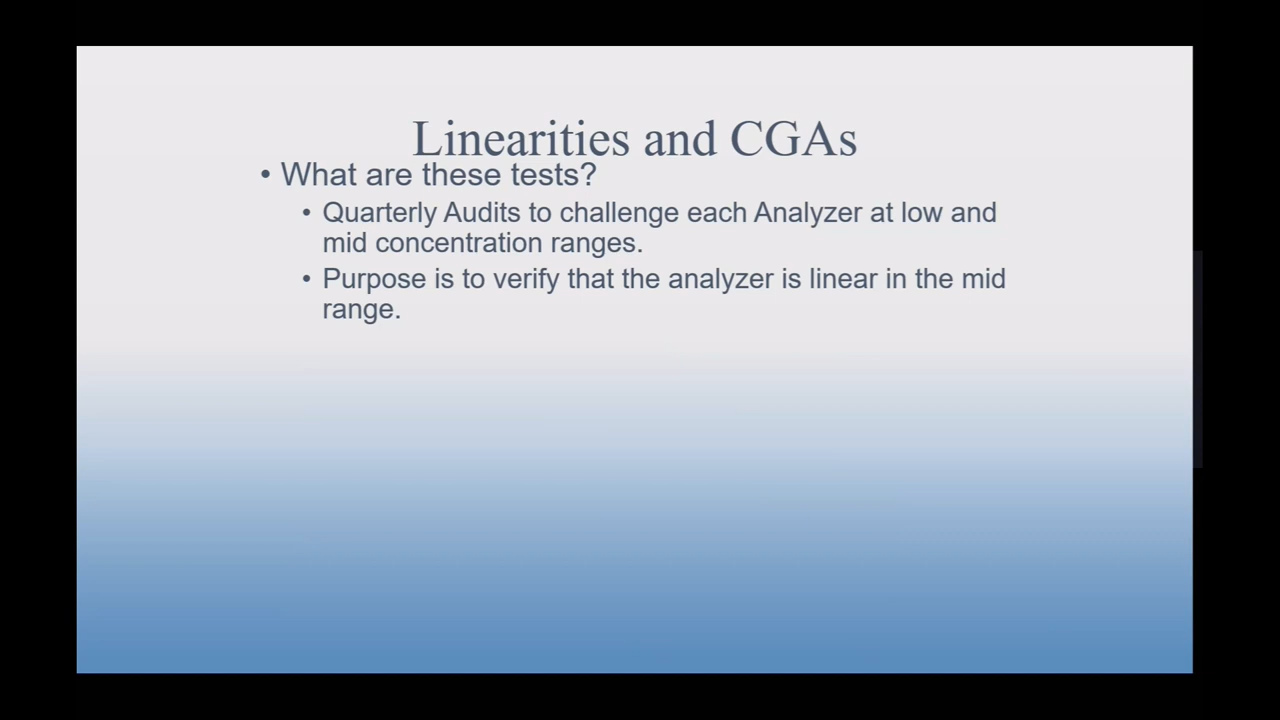 Linearities and CGAs
• What are these tests?
• Quarterly Audits to challenge each Analyzer at low and
mid concentration ranges.
• Purpose is to verify that the analyzer is linear in the mid
range.